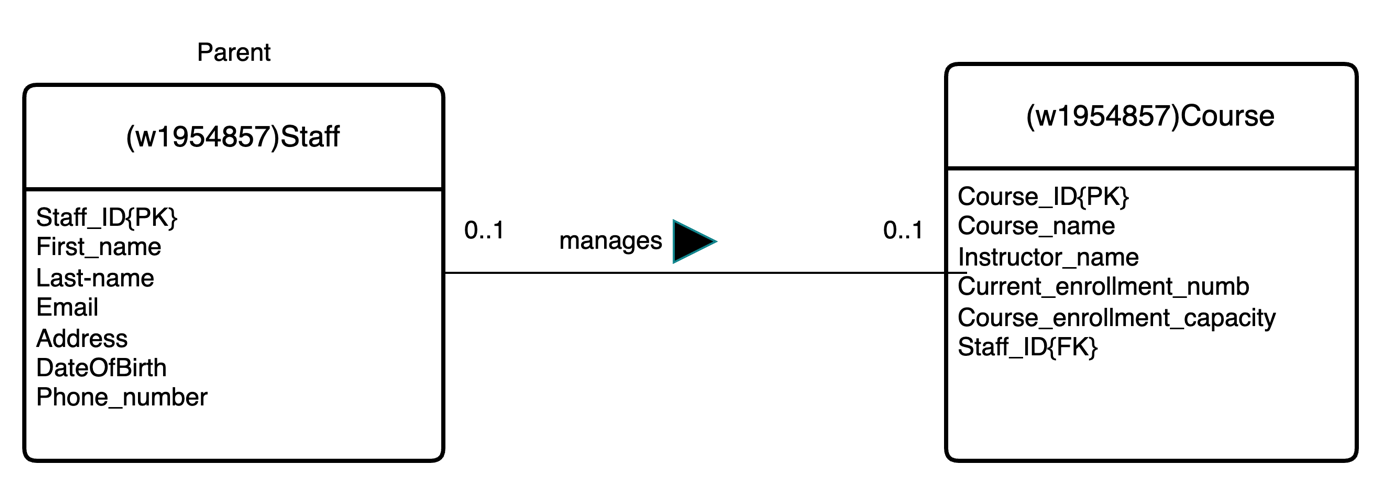 Parent
(w1954857)Staff
Staff_ID{PK}
First_name
Last-name
Email
Address
DateOfBirth
Phone_number
0..1
manages
0..1
(w1954857)Course
Course_ID{PK}
Course_name
Instructor_name
Current_enrollment_numb
Course_enrollment_capacity
Staff_ID{FK}